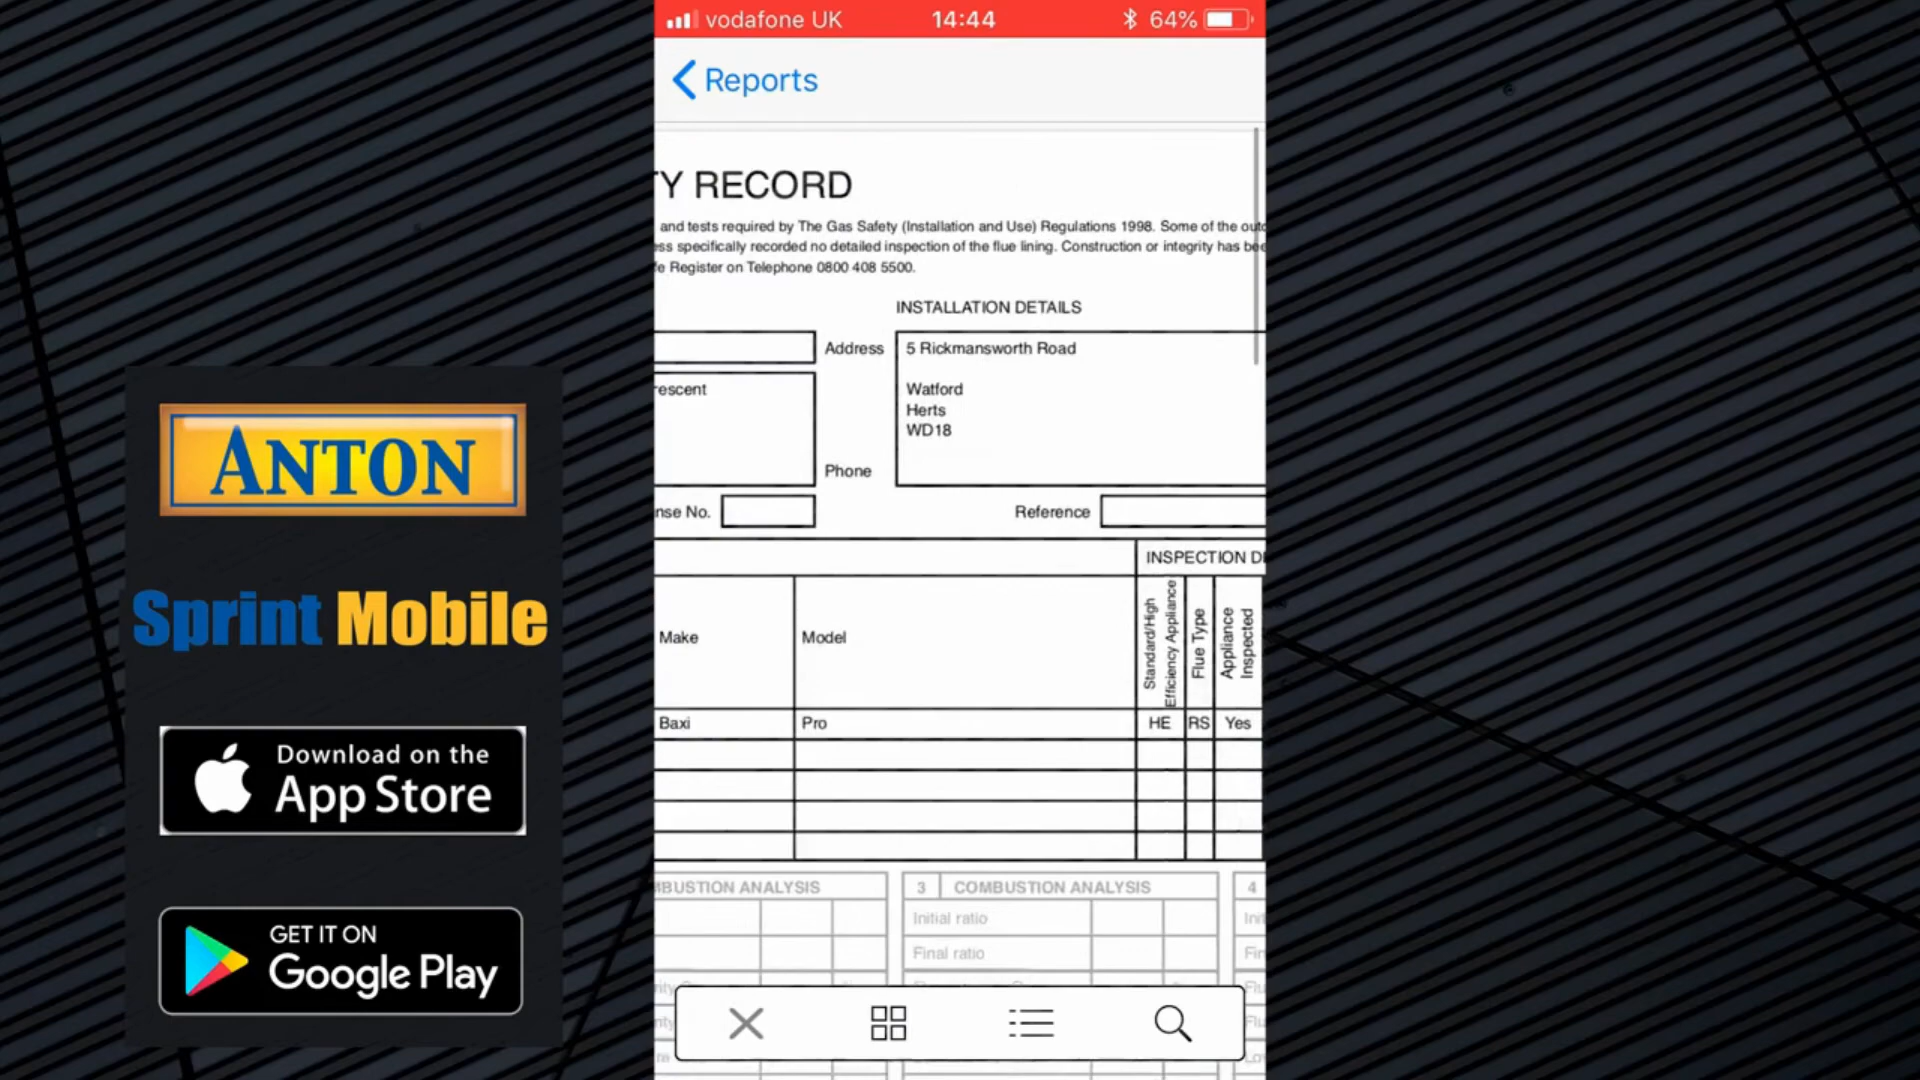 vodafone UK 14:44 64%
Reports
Y RECORD
and tests required by The Gas Safety (Installation and Use) Regulations 1998. Some of the
specifically recorded no detailed inspection of the flue lining. Construction or integrity has
Register on Telephone 0800 408 5500.
INSTALLATION DETAILS
Address 5 Rickmansworth Road
Watford
Herts
WD18
Phone
No. Reference
INSPECTION
Make Model
Standard/High
Efficiency Appliance
Flue Type
Appliance
Inspected
Baxi Pro HE RS Yes
ANALYSIS 3 COMBUSTION ANALYSIS 4
Initial ratio
Final ratio
ANTON
Sprint Mobile
Download on the
App Store
GET IT ON
Google Play